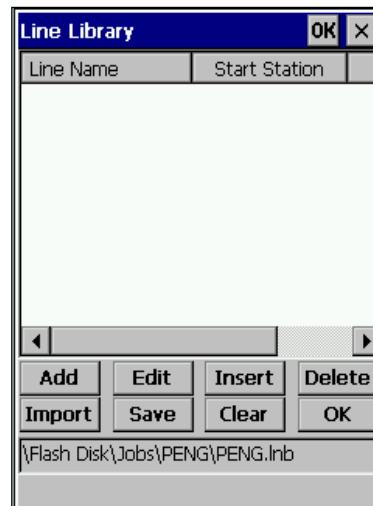 Line Library OK ×
Line Name Start Station
Add Edit Insert Delete
Import Save Clear OK
\Flash Disk\Jobs\PENG\PENG.lnb